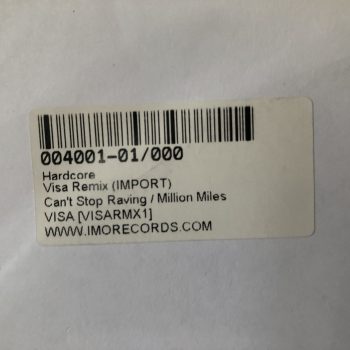 004001-01/000
Hardcore
Visa Remix (IMPORT)
Can't Stop Raving / Million Miles
VISA [VISARMX1]
WWW.IMORECORDS.COM